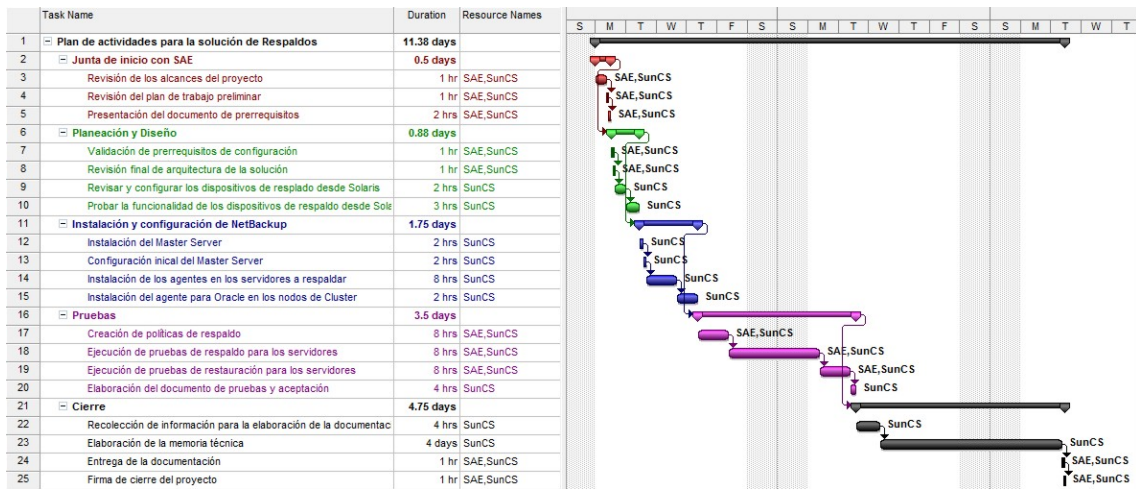 Task Name Duration Resource Names S M T W T F S S M T W T F S S M T W T
1 Plan de actividades para la solución de Respaldos 11.38 days
2 Junta de inicio con SAE 0.5 days
3 Revisión de los alcances del proyecto 1 hr SAE,SunCS SAE,SunCS
4 Revisión del plan de trabajo preliminar 1 hr SAE,SunCS SAE,SunCS
5 Presentación del documento de prerrequisitos 2 hrs SAE,SunCS SAE,SunCS
6 Planeación y Diseño 0.88 days
7 Validación de prerrequisitos de configuración 1 hr SAE,SunCS SAE,SunCS
8 Revisión final de arquitectura de la solución 1 hr SAE,SunCS SAE,SunCS
9 Revisar y configurar los dispositivos de resplado desde Solaris 2 hrs SunCS SunCS
10 Probar la funcionalidad de los dispositivos de respaldo desde Sola 3 hrs SunCS SunCS
11 Instalación y configuración de NetBackup 1.75 days
12 Instalación del Master Server 2 hrs SunCS SunCS
13 Configuración inical del Master Server 2 hrs SunCS SunCS
14 Instalación de los agentes en los servidores a respaldar 8 hrs SunCS SunCS
15 Instalación del agente para Oracle en los nodos de Cluster 2 hrs SunCS SunCS
16 Pruebas 3.5 days
17 Creación de políticas de respaldo 8 hrs SAE,SunCS SAE,SunCS
18 Ejecución de pruebas de respaldo para los servidores 8 hrs SAE,SunCS SAE,SunCS
19 Ejecución de pruebas de restauración para los servidores 8 hrs SAE,SunCS SAE,SunCS
20 Elaboración del documento de pruebas y aceptación 4 hrs SunCS SunCS
21 Cierre 4.75 days
22 Recolección de información para la elaboración de la documentac 4 hrs SunCS SunCS
23 Elaboración de la memoria técnica 4 days SunCS SunCS
24 Entrega de la documentación 1 hr SAE,SunCS SAE,SunCS
25 Firma de cierre del proyecto 1 hr SAE,SunCS SAE,SunCS